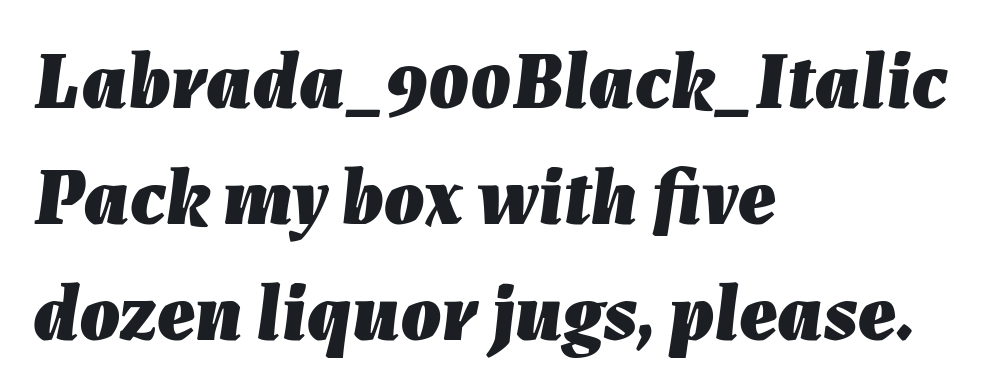 Labrada_900Black_Italic
Pack my box with five
dozen liquor jugs, please.